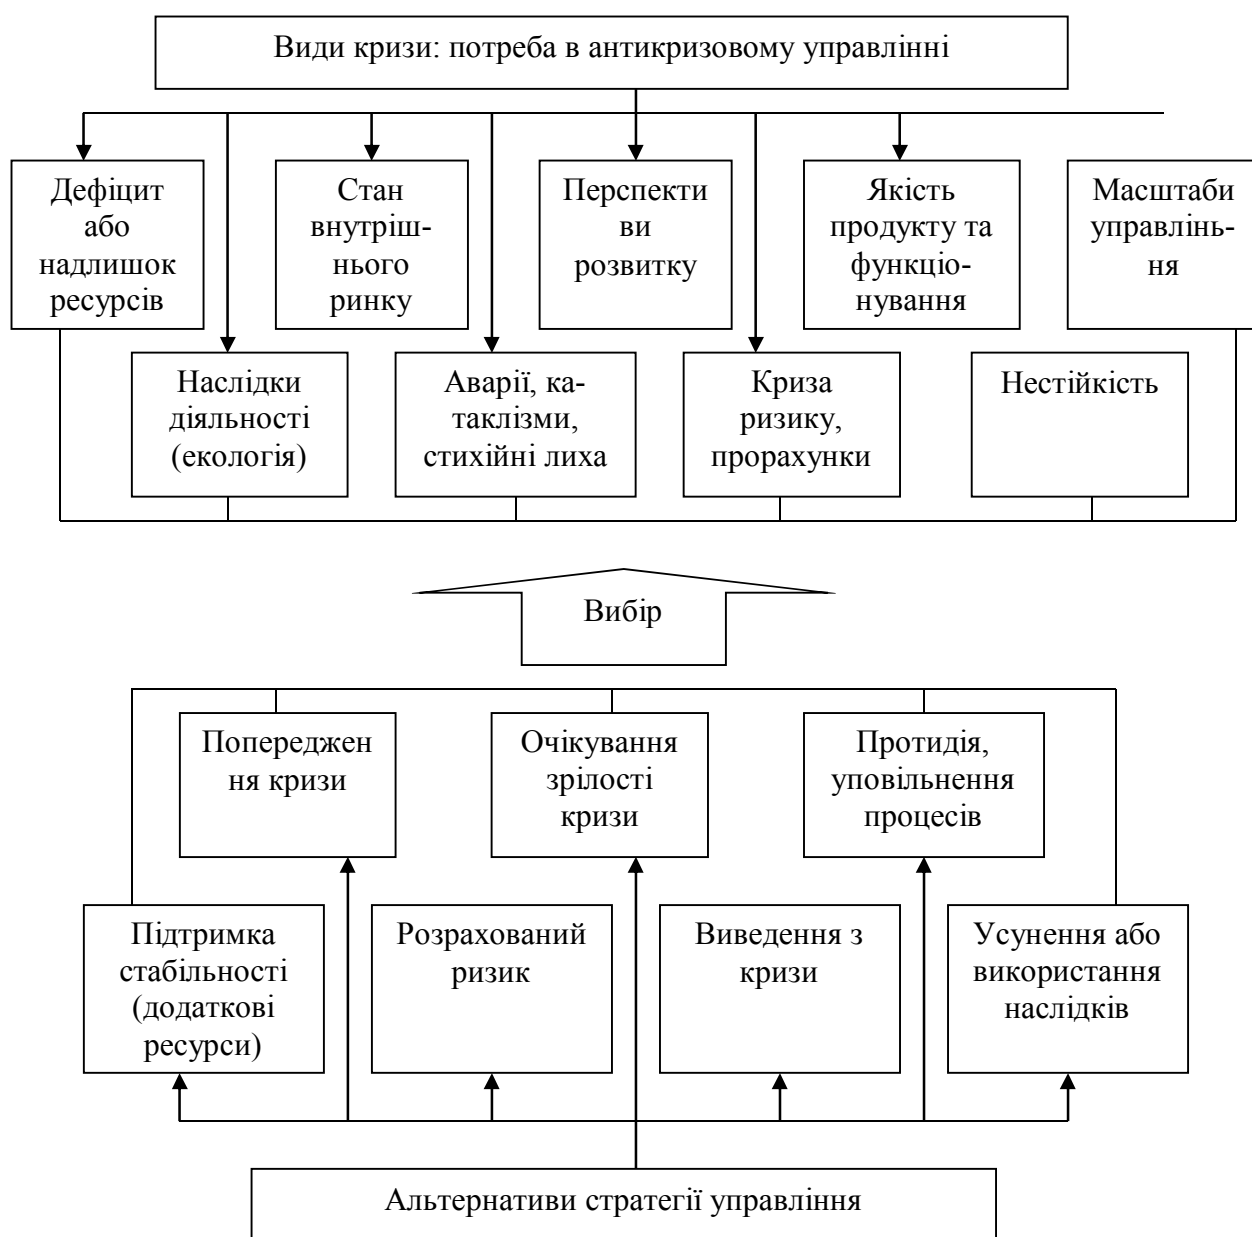 Види кризи: потреба в антикризовому управлінні
Дефіцит
або
надлишок
ресурсів
Стан
внутріш-
нього
ринку
Перспекти
ви
розвитку
Якість
продукту та
функціо-
нування
Масштаби
управлінь-
ня
Наслідки
діяльності
(екологія)
Аварії, ка-
таклізми,
стихійні лиха
Криза
ризику,
прорахунки
Нестійкість
Вибір
Попереджен
ня кризи
Очікування
зрілості
кризи
Протидія,
уповільнення
процесів
Підтримка
стабільності
(додаткові
ресурси)
Розрахований
ризик
Виведення з
кризи
Усунення або
використання
наслідків
Альтернативи стратегії управління